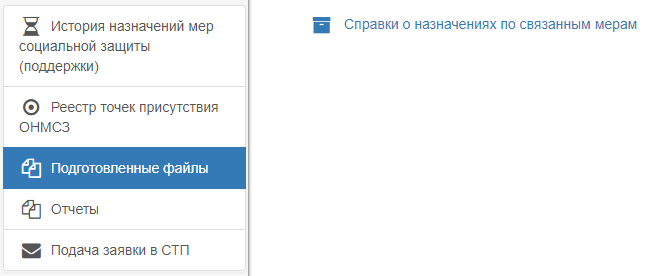 История назначений мер
социальной защиты
(поддержки)
Реестр точек присутствия
ОНМСЗ
Подготовленные файлы
Отчеты
Подача заявки в СТП
Справки о назначениях по связанным мерам